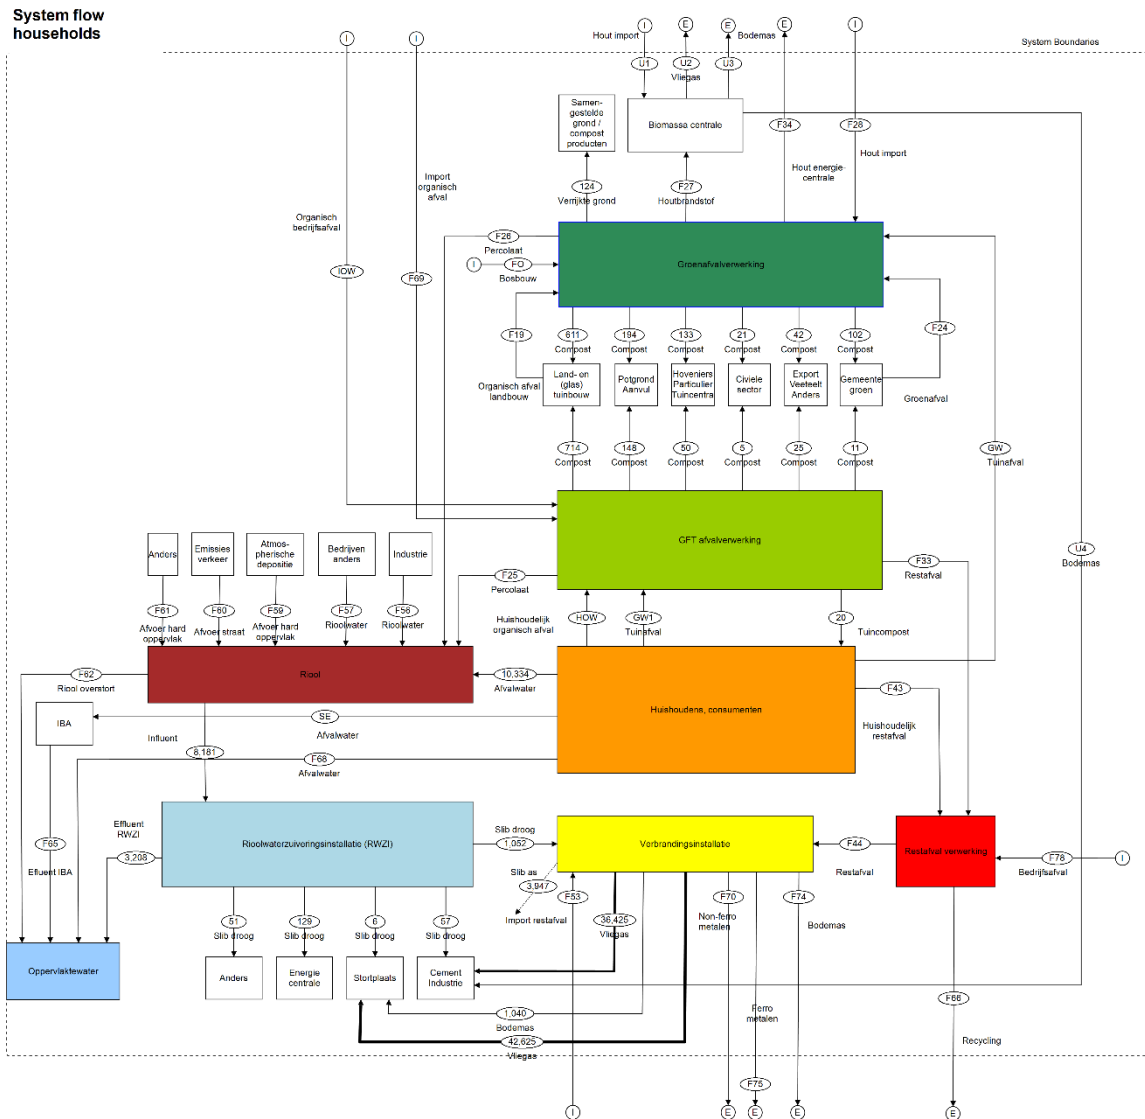 System flow
households
I
I
Hout import
I
E
E
Bodemas
E
I
System Boundaries
U1
U2
U3
Vliegas
Samen-
gestelde
grond /
compost
producten
Biomassa centrale
F34
F28
Hout import
Hout energie-
centrale
Import
organisch
afval
124
Verrijkte grond
F27
Houtbrandstof
Organisch
bedrijfsafval
F26
Percolaat
I
FO
Bosbouw
Groenafvalverwerking
IOW
F69
F19
611
Compost
194
Compost
133
Compost
21
Compost
42
Compost
102
Compost
F24
Organisch afval
landbouw
Land- en
(glas)
tuinbouw
Potgrond
Aanvul
Hoveniers
Particulier
Tuincentra
Civiele
sector
Export
Veeteelt
Anders
Gemeente
groen
Groenafval
714
Compost
148
Compost
50
Compost
5
Compost
25
Compost
11
Compost
GW
Tuinafval
Anders
Emissies
verkeer
Atmos-
pherische
depositie
Bedrijven
anders
Industrie
GFT afvalverwerking
U4
Bodemas
F25
Percolaat
F33
Restafval
F61
Afvoer hard
oppervlak
F60
Afvoer straat
F59
Afvoer hard
oppervlak
F57
Rioolwater
F56
Rioolwater
Huishoudelijk
organisch afval
HOW
GW1
Tuinafval
20
Tuincompost
F62
Riool overstort
Riool
10,334
Afvalwater
Huishoudens, consumenten
F43
Huishoudelijk
restafval
IBA
SE
Afvalwater
Influent
8,181
F68
Afvalwater
Effluent
RWZI
3,208
F65
Efluent IBA
Rioolwaterzuiveringsinstallatie (RWZI)
Slib droog
1,052
Verbrandingsinstallatie
F44
Restafval
Restafval verwerking
F78
Bedrijfsafval
I
Slib as
3,947
Import restafval
F53
36,425
Vliegas
F70
Non-ferro
metalen
F74
Bodemas
51
Slib droog
129
Slib droog
6
Slib droog
57
Slib droog
Oppervlaktewater
Anders
Energie
centrale
Stortplaats
Cement
Industrie
1,040
Bodemas
42,625
Vliegas
Ferro
metalen
F66
Recycling
F75
I
E
E
E
E